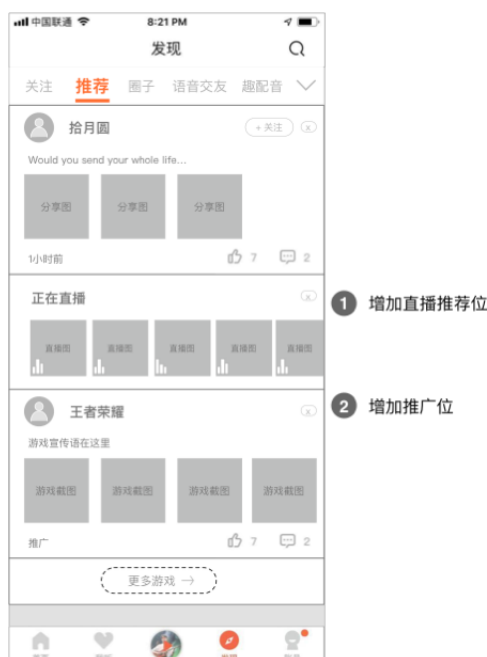 中国联通 8:21 PM
发现
关注 推荐 圈子 语音交友 趣配音
拾月圆 +关注 x
Would you send your whole life...
分享图 分享图 分享图
1小时前 7 2
正在直播 x
1 增加直播推荐位
直播图 直播图 直播图 直播图 直播图
王者荣耀 x
2 增加推广位
游戏宣传语在这里
游戏截图 游戏截图 游戏截图 游戏截图
推广 7 2
更多游戏 →